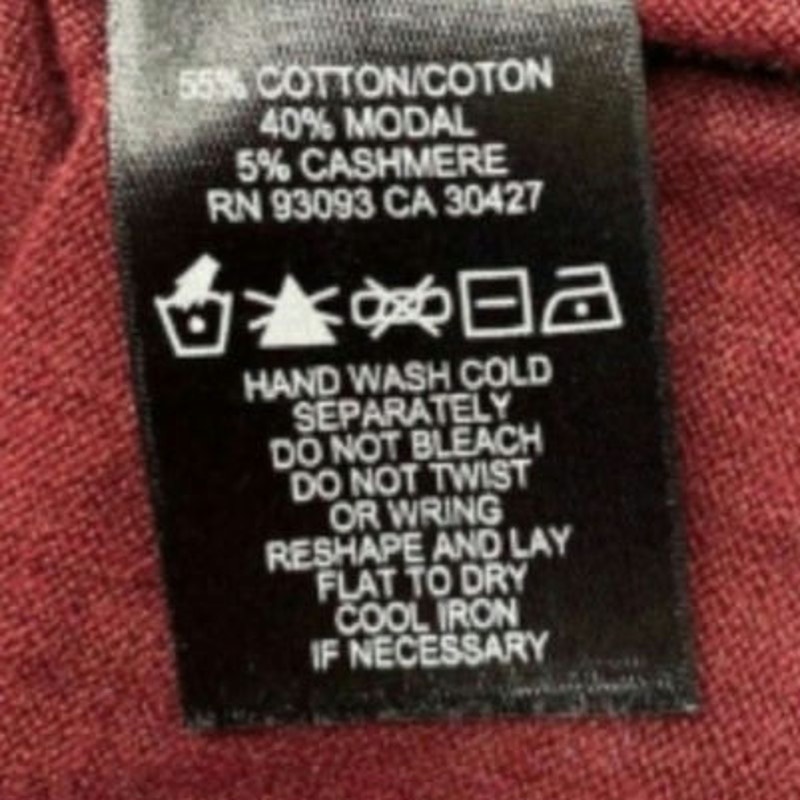 55% COTTON/COTON
40% MODAL
5% CASHMERE
RN 93093 CA 30427
HAND WASH COLD
SEPARATELY
DO NOT BLEACH
DO NOT TWIST
OR WRING
RESHAPE AND LAY
FLAT TO DRY
COOL IRON
IF NECESSARY